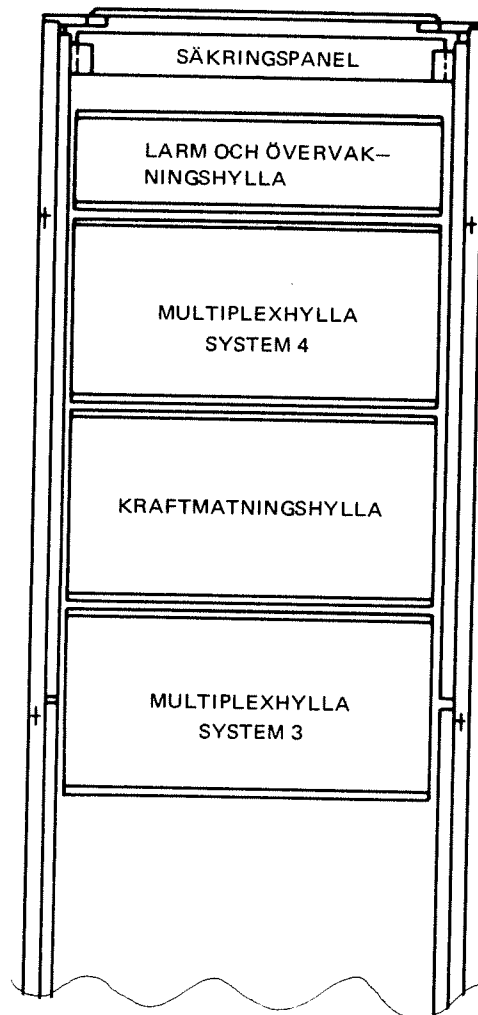 SÄKRINGSPANEL
LARM OCH ÖVERVAK–
NINGSHYLLA
MULTIPLEXHYLLA
SYSTEM 4
KRAFTMATNINGSHYLLA
MULTIPLEXHYLLA
SYSTEM 3